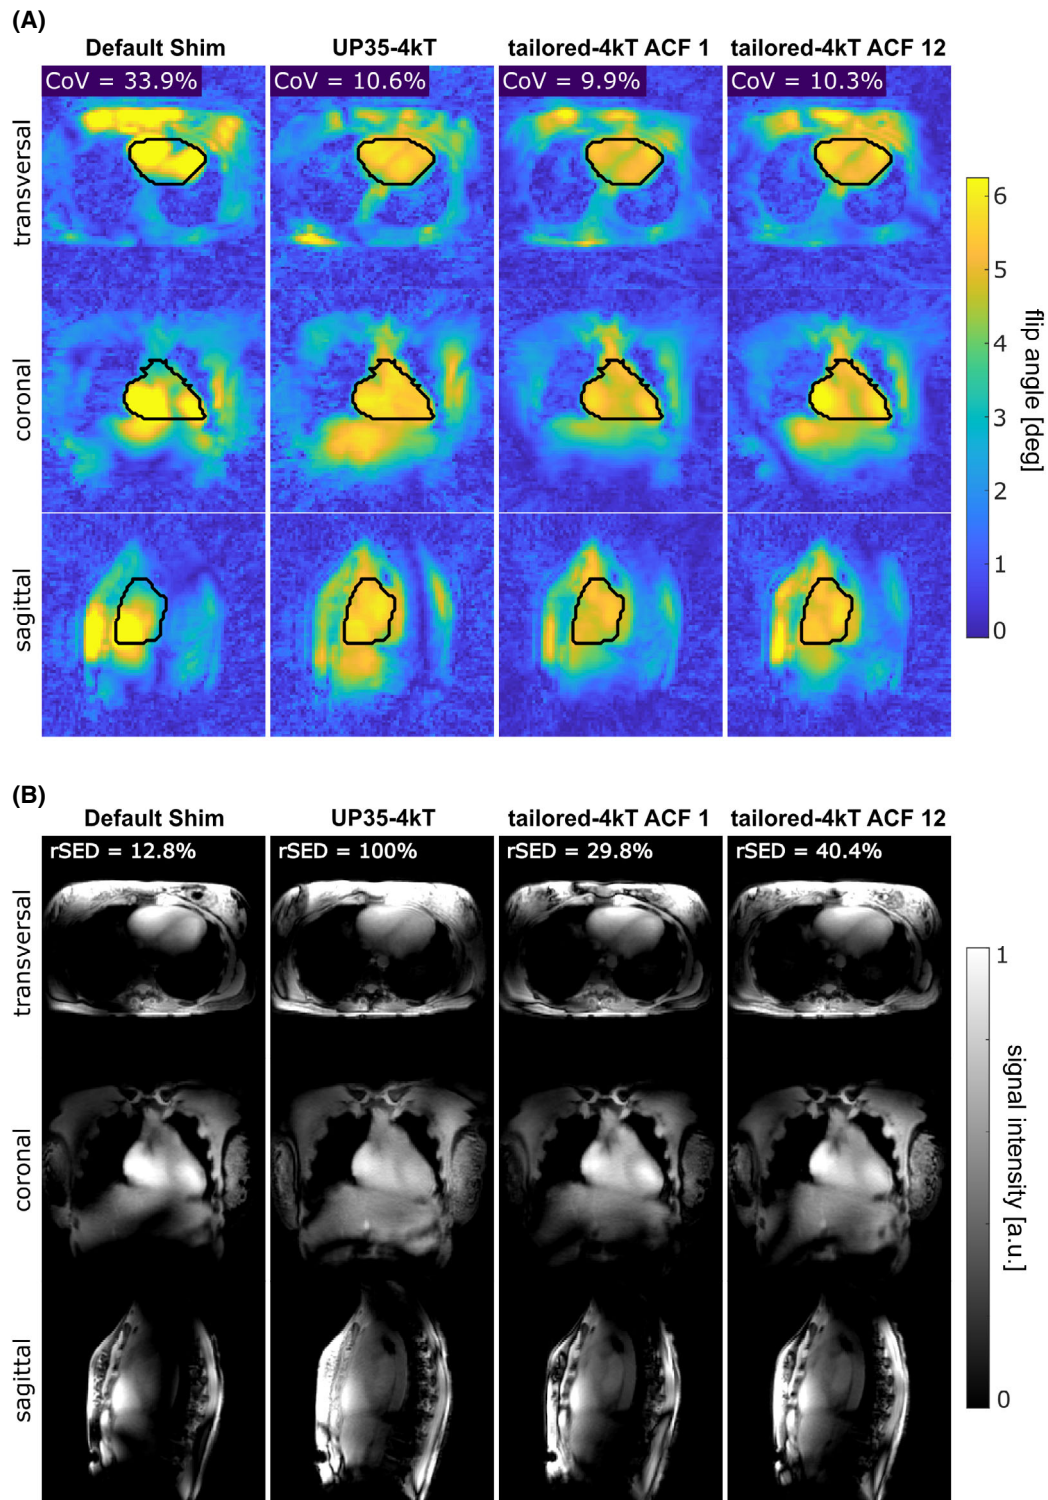 (A)
Default Shim UP35-4kT tailored-4kT ACF 1 tailored-4kT ACF 12
CoV = 33.9% CoV = 10.6% CoV = 9.9% CoV = 10.3%
transversal
coronal
sagittal
6
5
4
3
2
1
0
flip angle [deg]
(B)
Default Shim UP35-4kT tailored-4kT ACF 1 tailored-4kT ACF 12
rSED = 12.8% rSED = 100% rSED = 29.8% rSED = 40.4%
transversal
coronal
sagittal
1
0
signal intensity [a.u.]